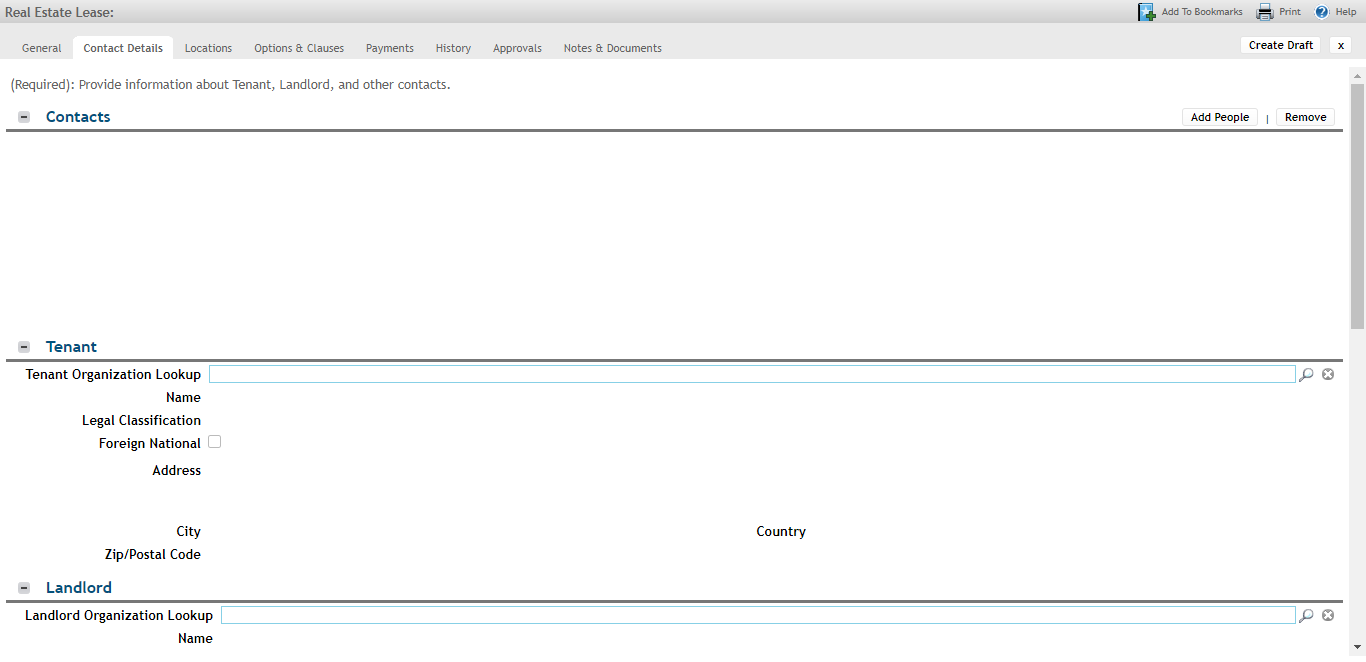 Real Estate Lease:
Add To Bookmarks Print Help
General Contact Details Locations Options & Clauses Payments History Approvals Notes & Documents Create Draft x
(Required): Provide information about Tenant, Landlord, and other contacts.
Contacts Add People | Remove
Tenant
Tenant Organization Lookup
Name
Legal Classification
Foreign National
Address
City Country
Zip/Postal Code
Landlord
Landlord Organization Lookup
Name